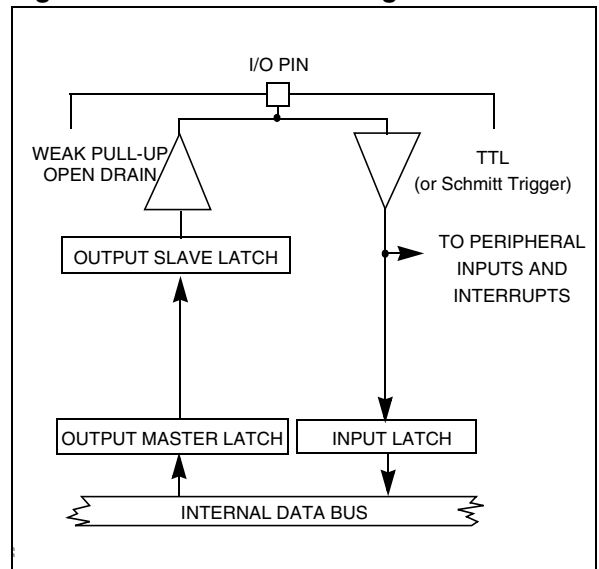 I/O PIN
WEAK PULL-UP
OPEN DRAIN
TTL
(or Schmitt Trigger)
OUTPUT SLAVE LATCH
TO PERIPHERAL
INPUTS AND
INTERRUPTS
OUTPUT MASTER LATCH
INPUT LATCH
INTERNAL DATA BUS